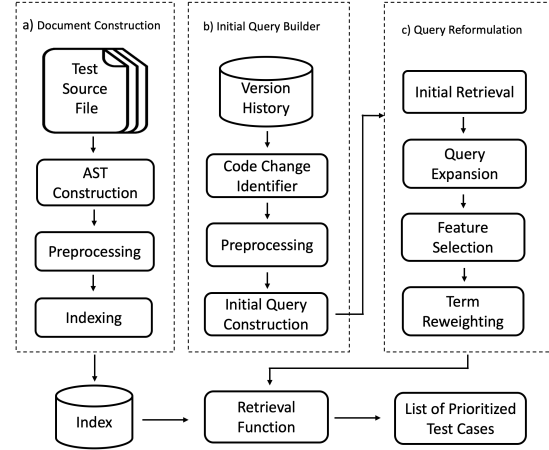 a) Document Construction
Test
Source
File
AST
Construction
Preprocessing
Indexing
b) Initial Query Builder
Version
History
Code Change
Identifier
Preprocessing
Initial Query
Construction
c) Query Reformulation
Initial Retrieval
Query
Expansion
Feature
Selection
Term
Reweighting
Index
Retrieval
Function
List of Prioritized
Test Cases